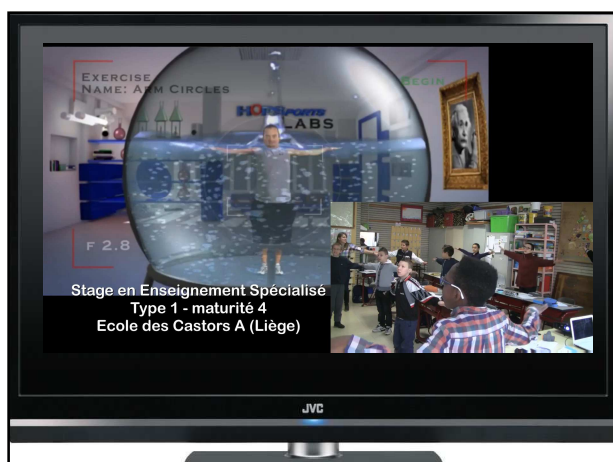 EXERCISE
NAME: ARM CIRCLES
BEGIN
HOPSPORTS
LABS
F 2.8
Stage en Enseignement Spécialisé
Type 1 - maturité 4
Ecole des Castors A (Liège)
JVC